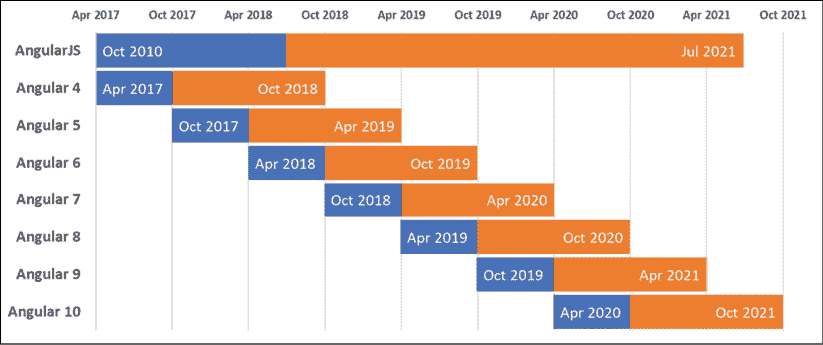 Apr 2017 Oct 2017 Apr 2018 Oct 2018 Apr 2019 Oct 2019 Apr 2020 Oct 2020 Apr 2021 Oct 2021
AngularJS Oct 2010 Jul 2021
Angular 4 Apr 2017 Oct 2018
Angular 5 Oct 2017 Apr 2019
Angular 6 Apr 2018 Oct 2019
Angular 7 Oct 2018 Apr 2020
Angular 8 Apr 2019 Oct 2020
Angular 9 Oct 2019 Apr 2021
Angular 10 Apr 2020 Oct 2021